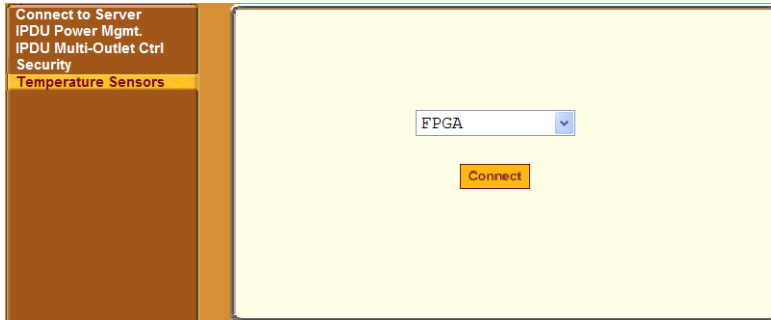 Connect to Server
IPDU Power Mgmt.
IPDU Multi-Outlet Ctrl
Security
Temperature Sensors
FPGA
Connect